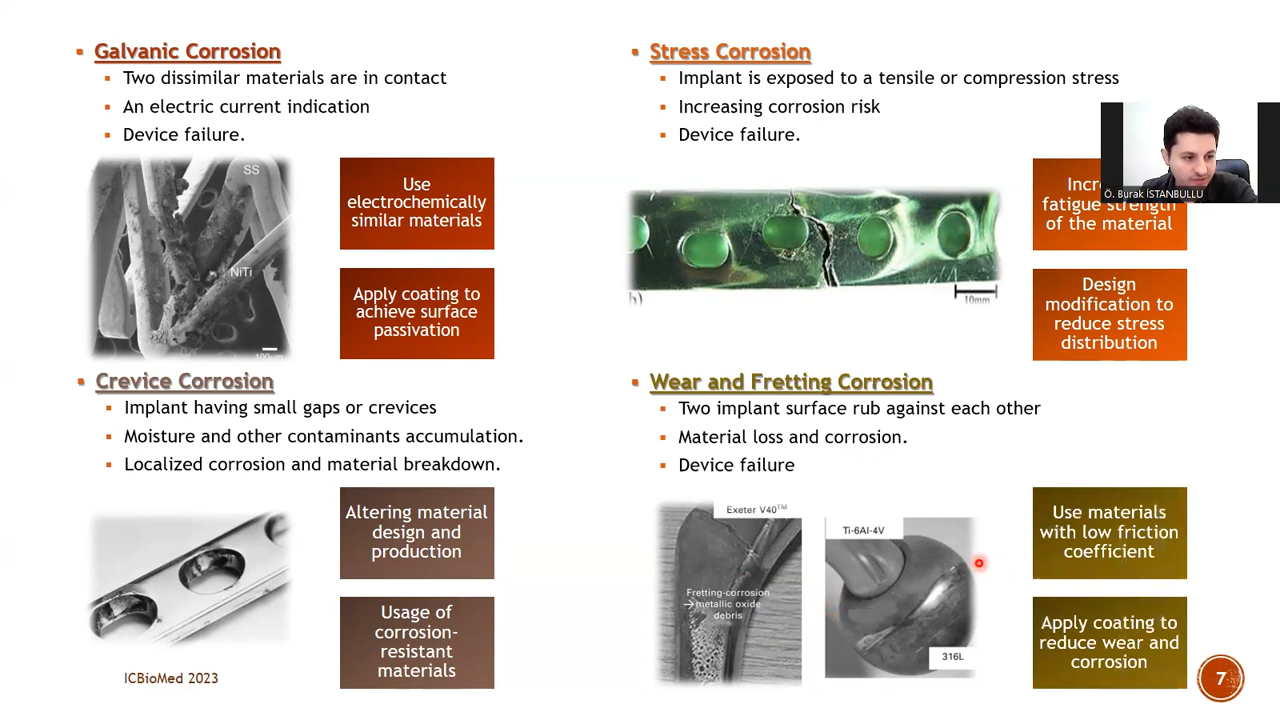 Galvanic Corrosion
Two dissimilar materials are in contact
An electric current indication
Device failure.
SS
NiTi
Use
electrochemically
similar materials
Apply coating to
achieve surface
passivation
Stress Corrosion
Implant is exposed to a tensile or compression stress
Increasing corrosion risk
Device failure.
10mm
Ö. Burak İSTANBULLU
fatigue strength
of the material
Design
modification to
reduce stress
distribution
Crevice Corrosion
Implant having small gaps or crevices
Moisture and other contaminants accumulation.
Localized corrosion and material breakdown.
Altering material
design and
production
Usage of
corrosion-
resistant
materials
Wear and Fretting Corrosion
Two implant surface rub against each other
Material loss and corrosion.
Device failure
Exeter V40™
Fretting-corrosion
metallic oxide
debris
Ti-6Al-4V
316L
Use materials
with low friction
coefficient
Apply coating to
reduce wear and
corrosion
ICBioMed 2023
7